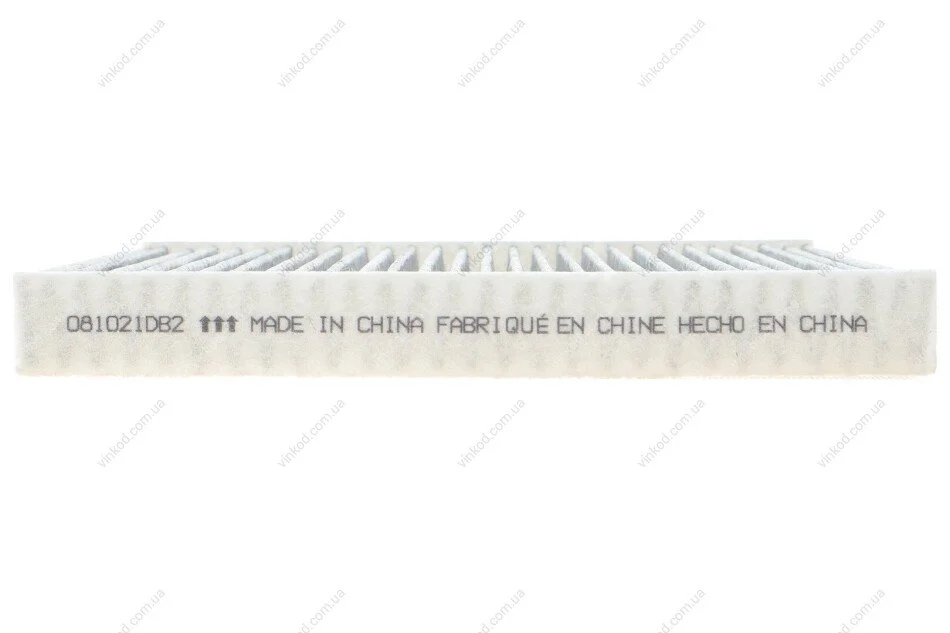 081021DB2 ↑↑↑ MADE IN CHINA FABRIQUÉ EN CHINE HECHO EN CHINA
vinkod.com.ua